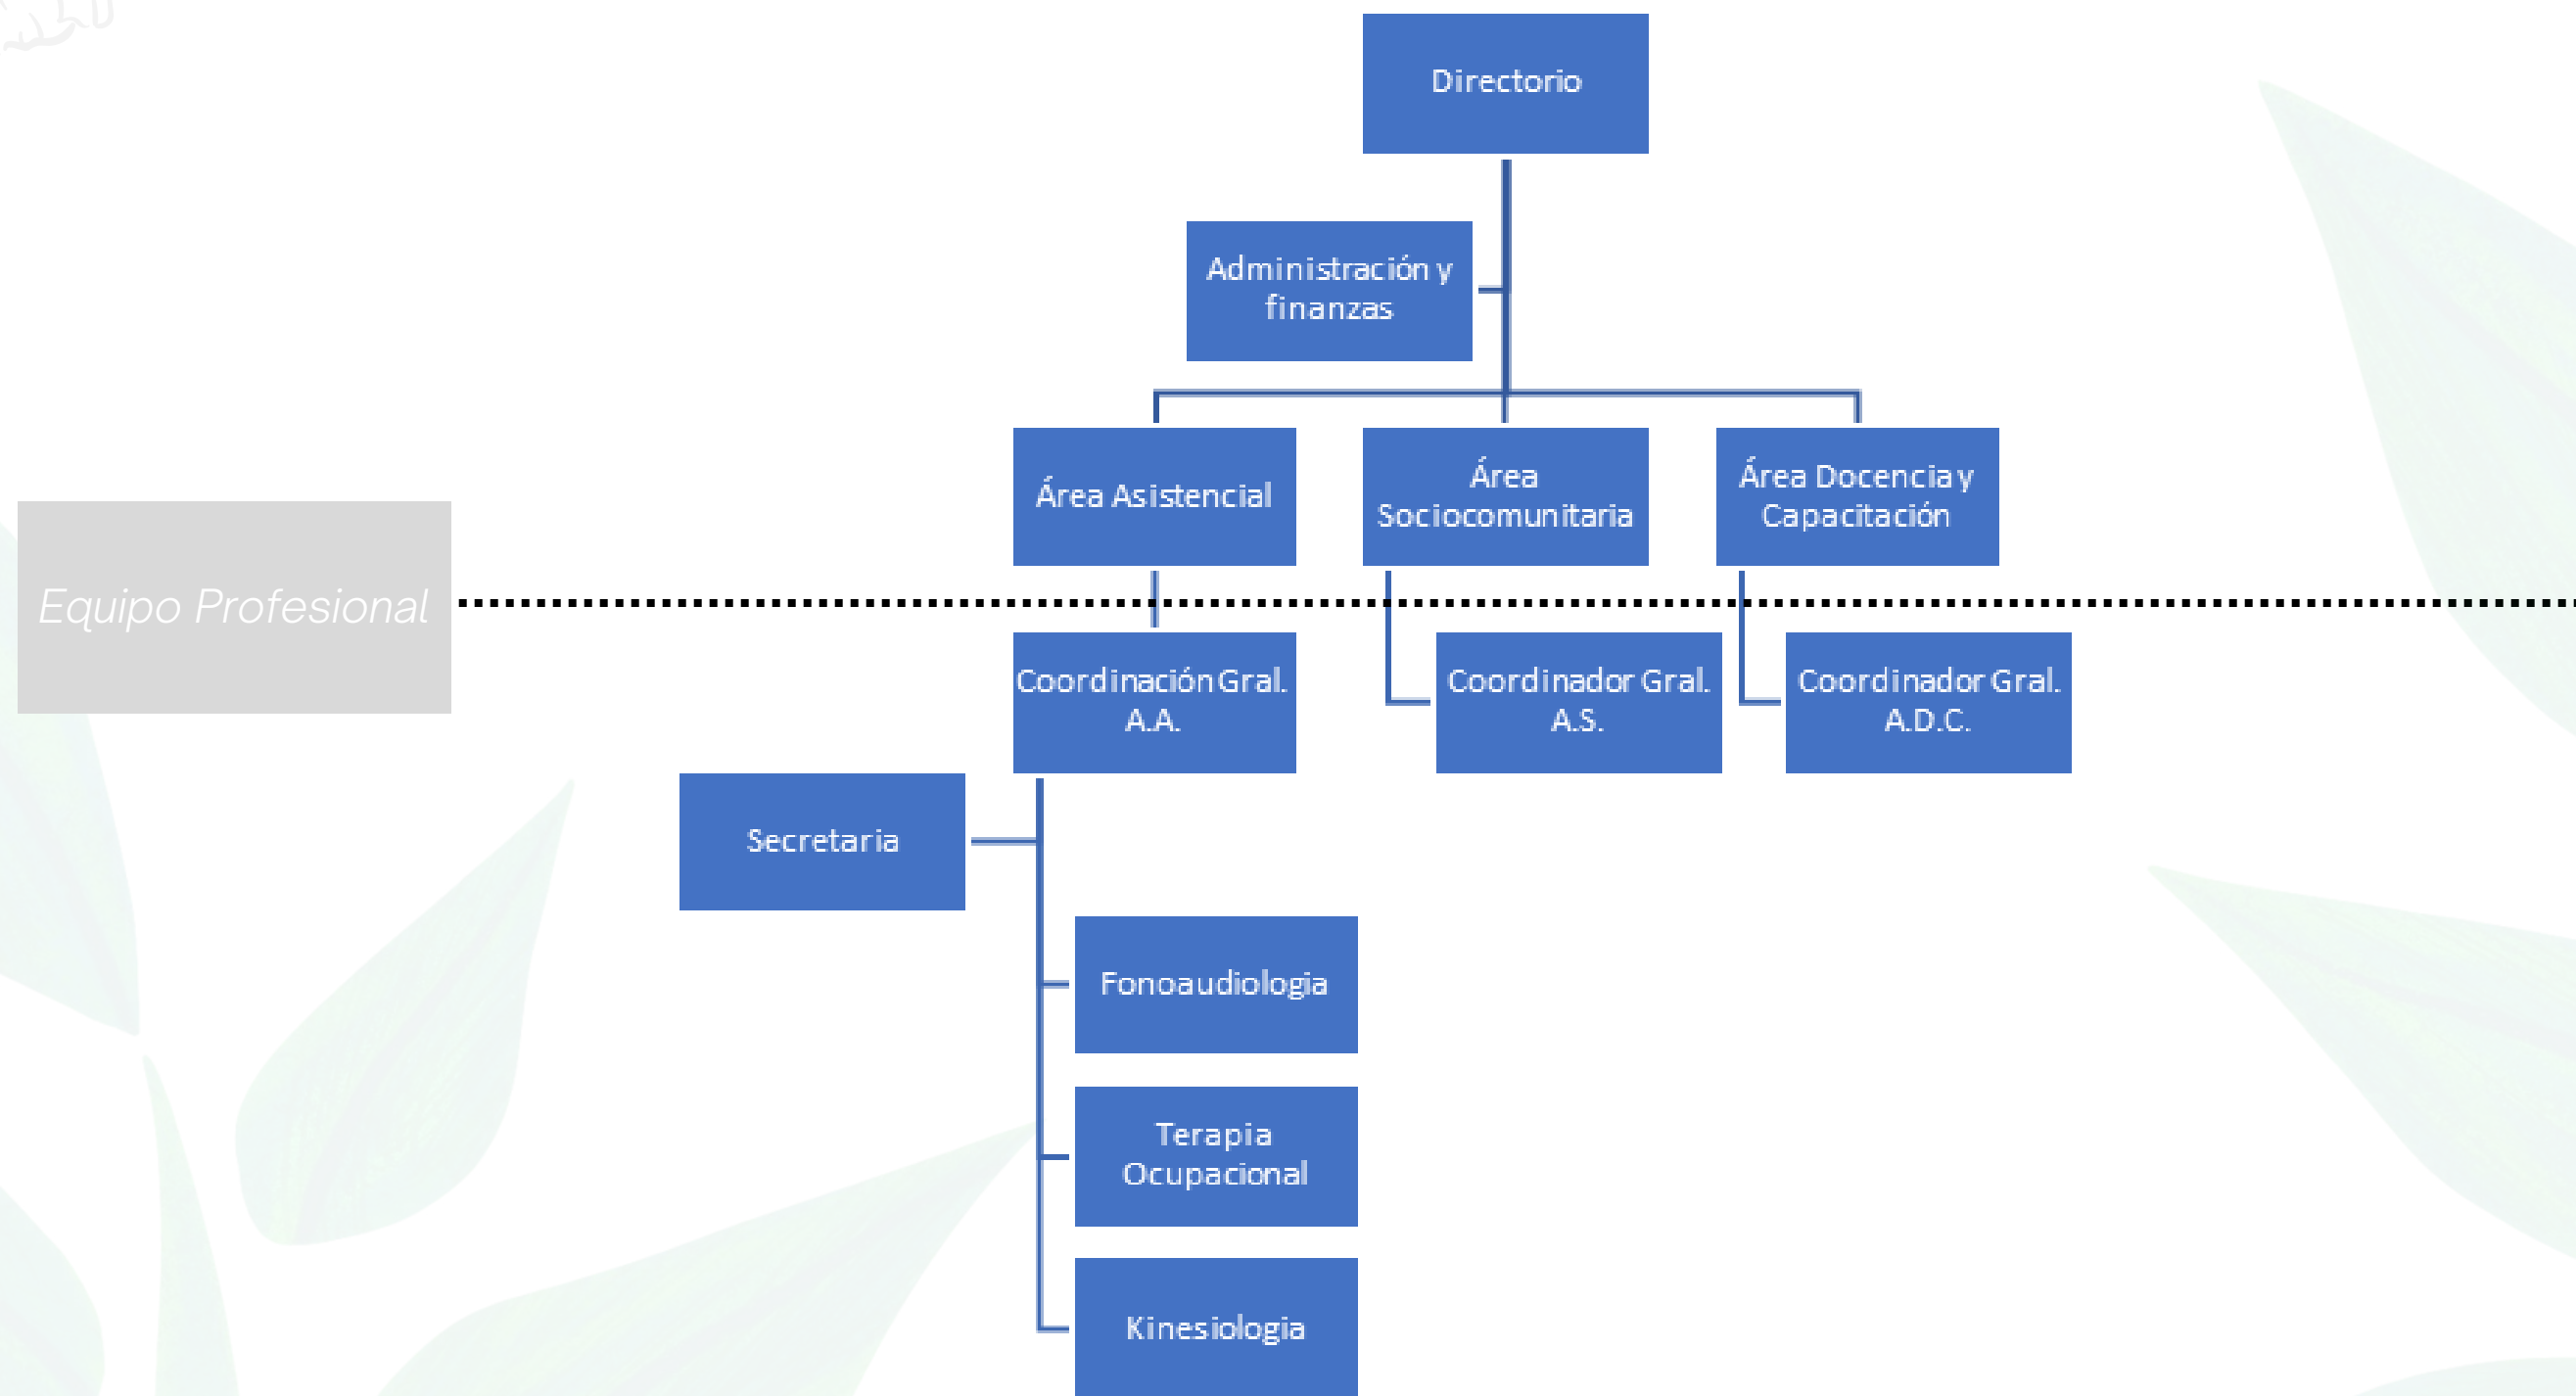 Directorio
Administración y
finanzas
Área Asistencial
Área
Sociocomunitaria
Área Docencia y
Capacitación
Equipo Profesional
Coordinación Gral.
A.A.
Coordinador Gral.
A.S.
Coordinador Gral.
A.D.C.
Secretaria
Fonoaudiologia
Terapia
Ocupacional
Kinesiologia